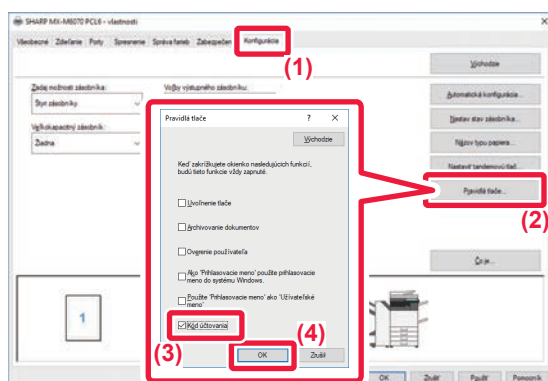 SHARP MX-M6070 PCL6 - vlastnosti
Všeobecné Zdieľanie Porty Spresnenie Správa farieb Zabezpečen Konfigurácia
(1)
Východzie
Zadaj možnosti zásobníka:
Štyri zásobníky
Voľby výstupného zásobníku:
Veľkokapacitný zásobník:
Žiadna
Automatická konfigurácia...
Nastav stav zásobníka...
Názov typu papiera...
Nastaviť tandemovú tlač...
Pravidlá tlače...
(2)
Čo je...
Pravidlá tlače
? X
Východzie
Keď zakrížkujete okienko nasledujúcich funkcií,
budú tieto funkcie vždy zapnuté.
Uvoľnenie tlače
Archivovanie dokumentov
Overenie používateľa
Ako 'Prihlasovacie meno' použite prihlasovacie
meno do systému Windows.
Použite 'Prihlasovacie meno' ako 'Užívateľské
meno'
Kód účtovania
(3)
(4)
OK Zrušiť
1
OK Zrušiť Použiť Pomocník